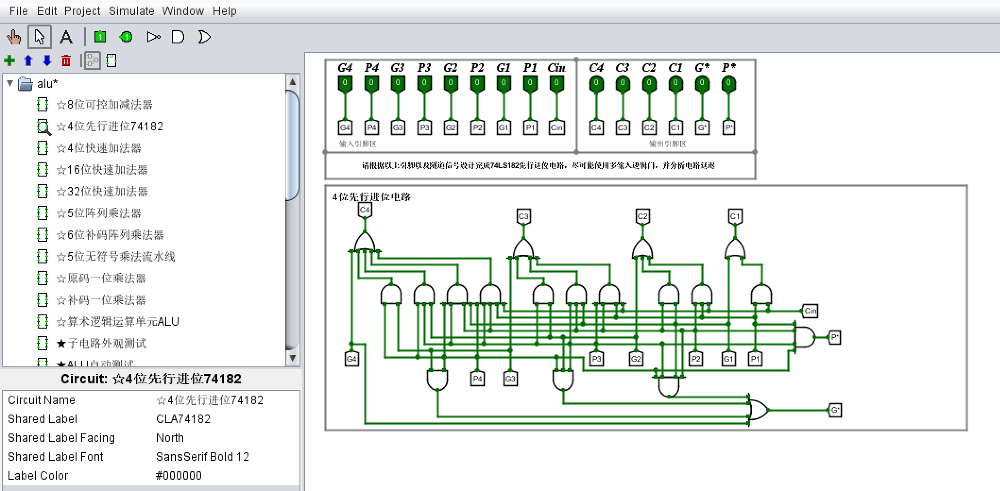 File Edit Project Simulate Window Help
A
1 1
alu*
☆8位可控加减法器
☆4位先行进位74182
☆4位快速加法器
☆16位快速加法器
☆32位快速加法器
☆5位阵列乘法器
☆6位补码阵列乘法器
☆5位无符号乘法流水线
☆原码一位乘法器
☆补码一位乘法器
☆算术逻辑运算单元ALU
★子电路外观测试
★ALU自动测试
Circuit: ☆4位先行进位74182
Circuit Name ☆4位先行进位74182
Shared Label CLA74182
Shared Label Facing North
Shared Label Font SansSerif Bold 12
Label Color #000000
G4 P4 G3 P3 G2 P2 G1 P1 Cin C4 C3 C2 C1 G* P*
0 0 0 0 0 0 0 0 0 0 0 0 0 0 0
G4 P4 G3 P3 G2 P2 G1 P1 Cin C4 C3 C2 C1 G* P*
输入引脚区 输出引脚区
请根据以上引脚以及隧道信号设计完成74LS182先行进位电路，尽可能使用多输入逻辑门，并分析电路延迟
4位先行进位电路
C4 C3 C2 C1
Cin
P*
G4 P3 G2 P2 G1 P1
P4 G3
G*